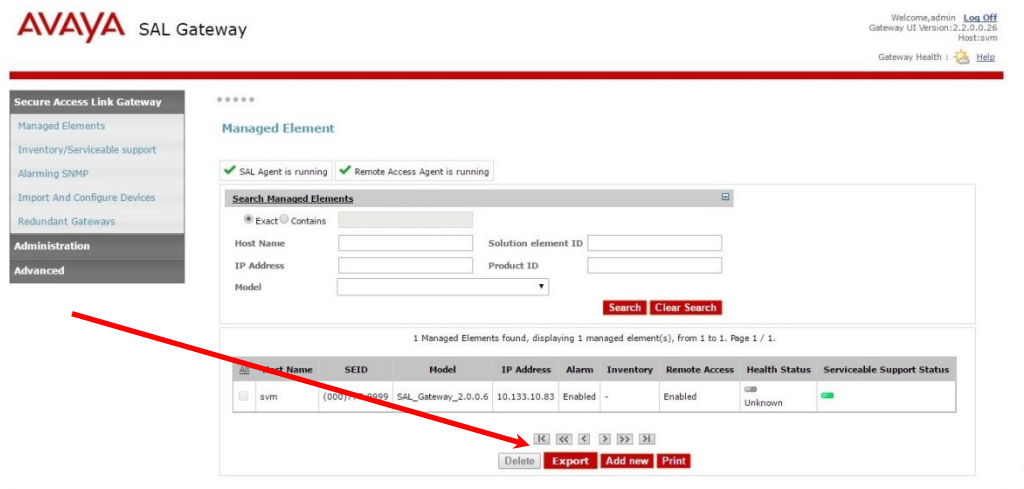 AVAYA SAL Gateway
Welcome,admin Log Off
Gateway UI Version:2.2.0.0.26
Host:svm
Gateway Health : Help
Secure Access Link Gateway
Managed Elements
Inventory/Serviceable support
Alarming SNMP
Import And Configure Devices
Redundant Gateways
Administration
Advanced
Managed Element
SAL Agent is running Remote Access Agent is running
Search Managed Elements
Exact Contains
Host Name Solution element ID
IP Address Product ID
Model
Search Clear Search
1 Managed Elements found, displaying 1 managed element(s), from 1 to 1. Page 1 / 1.
All Host Name SEID Model IP Address Alarm Inventory Remote Access Health Status Serviceable Support Status
svm SAL_Gateway_2.0.0.6 10.133.10.83 Enabled - Enabled Unknown
Delete Export Add new Print